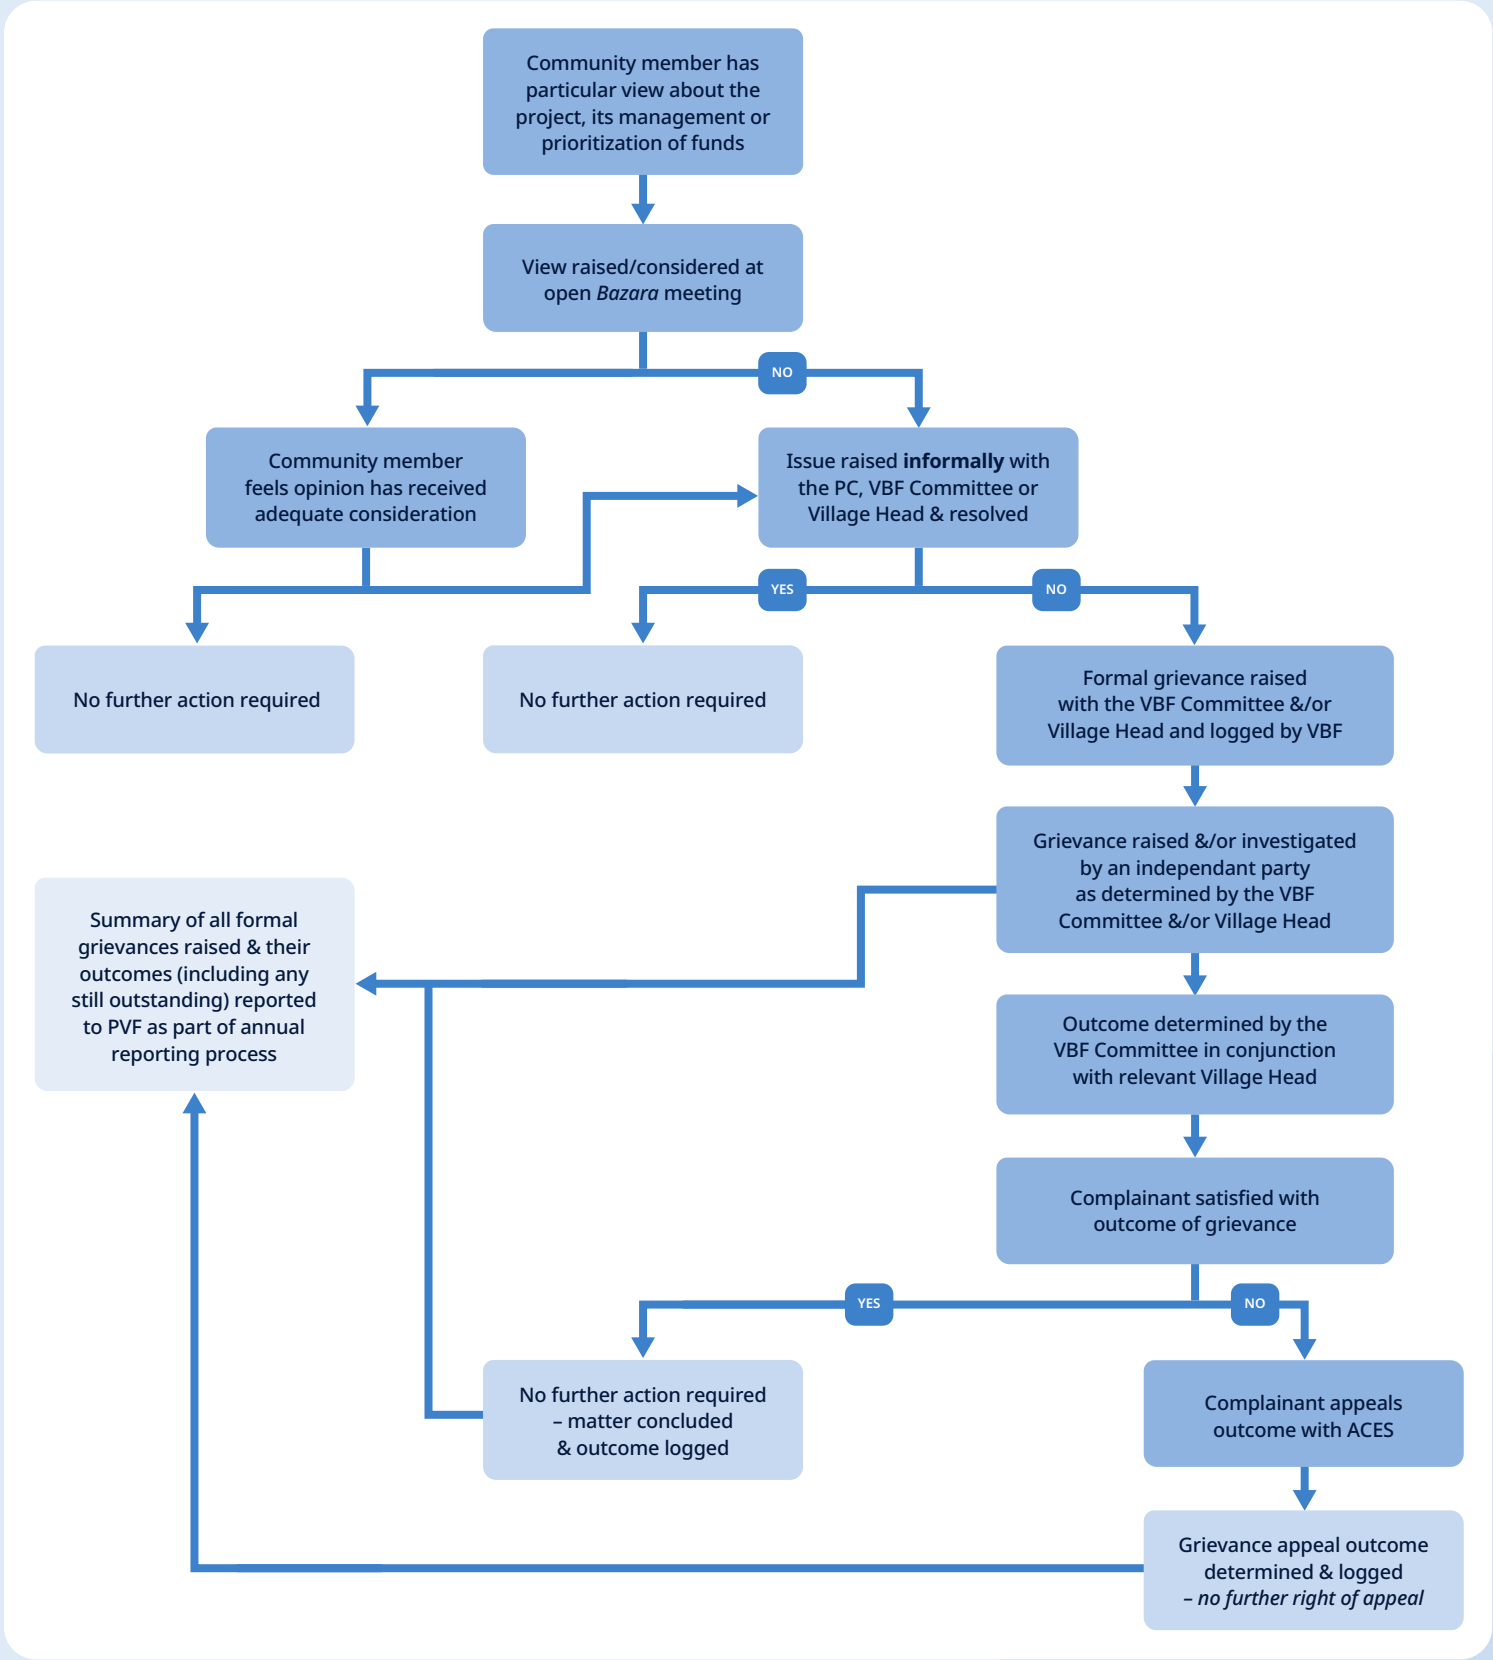 Community member has
particular view about the
project, its management or
prioritization of funds
View raised/considered at
open Bazara meeting
NO
Community member
feels opinion has received
adequate consideration
Issue raised informally with
the PC, VBF Committee or
Village Head & resolved
YES
NO
No further action required
No further action required
Formal grievance raised
with the VBF Committee &/or
Village Head and logged by VBF
Grievance raised &/or investigated
by an independant party
as determined by the VBF
Committee &/or Village Head
Summary of all formal
grievances raised & their
outcomes (including any
still outstanding) reported
to PVF as part of annual
reporting process
Outcome determined by the
VBF Committee in conjunction
with relevant Village Head
Complainant satisfied with
outcome of grievance
YES
NO
No further action required
– matter concluded
& outcome logged
Complainant appeals
outcome with ACES
Grievance appeal outcome
determined & logged
– no further right of appeal